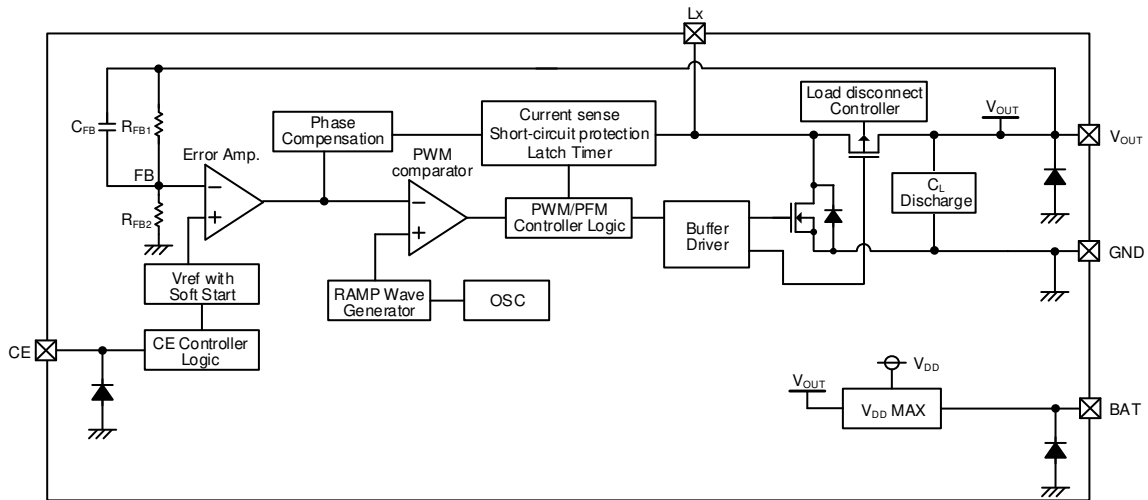 Lx
Load disconnect
Controller
VOUT
VOUT
CFB
RFB1
Phase
Compensation
Current sense
Short-circuit protection
Latch Timer
Error Amp.
PWM
comparator
FB
RFB2
CL
Discharge
PWM/PFM
Controller Logic
Buffer
Driver
GND
Vref with
Soft Start
RAMP Wave
Generator
OSC
CE
CE Controller
Logic
VDD
VOUT
VDD MAX
BAT